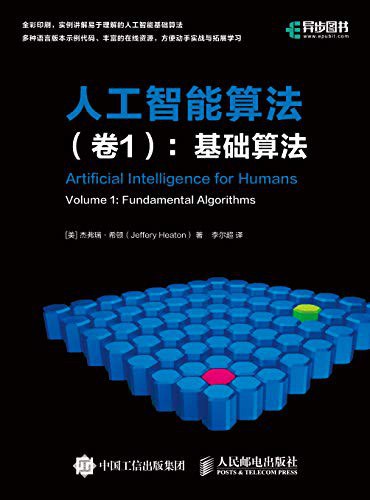 全彩印刷，实例讲解易于理解的人工智能基础算法
多种语言版本示例代码、丰富的在线资源，方便动手实战与拓展学习
异步图书
www.epubit.com
人工智能算法
（卷1）：基础算法
Artificial Intelligence for Humans
Volume 1: Fundamental Algorithms
[美] 杰弗瑞·希顿（Jeffery Heaton）著 李尔超 译
中国工信出版集团
人民邮电出版社
POSTS & TELECOM PRESS